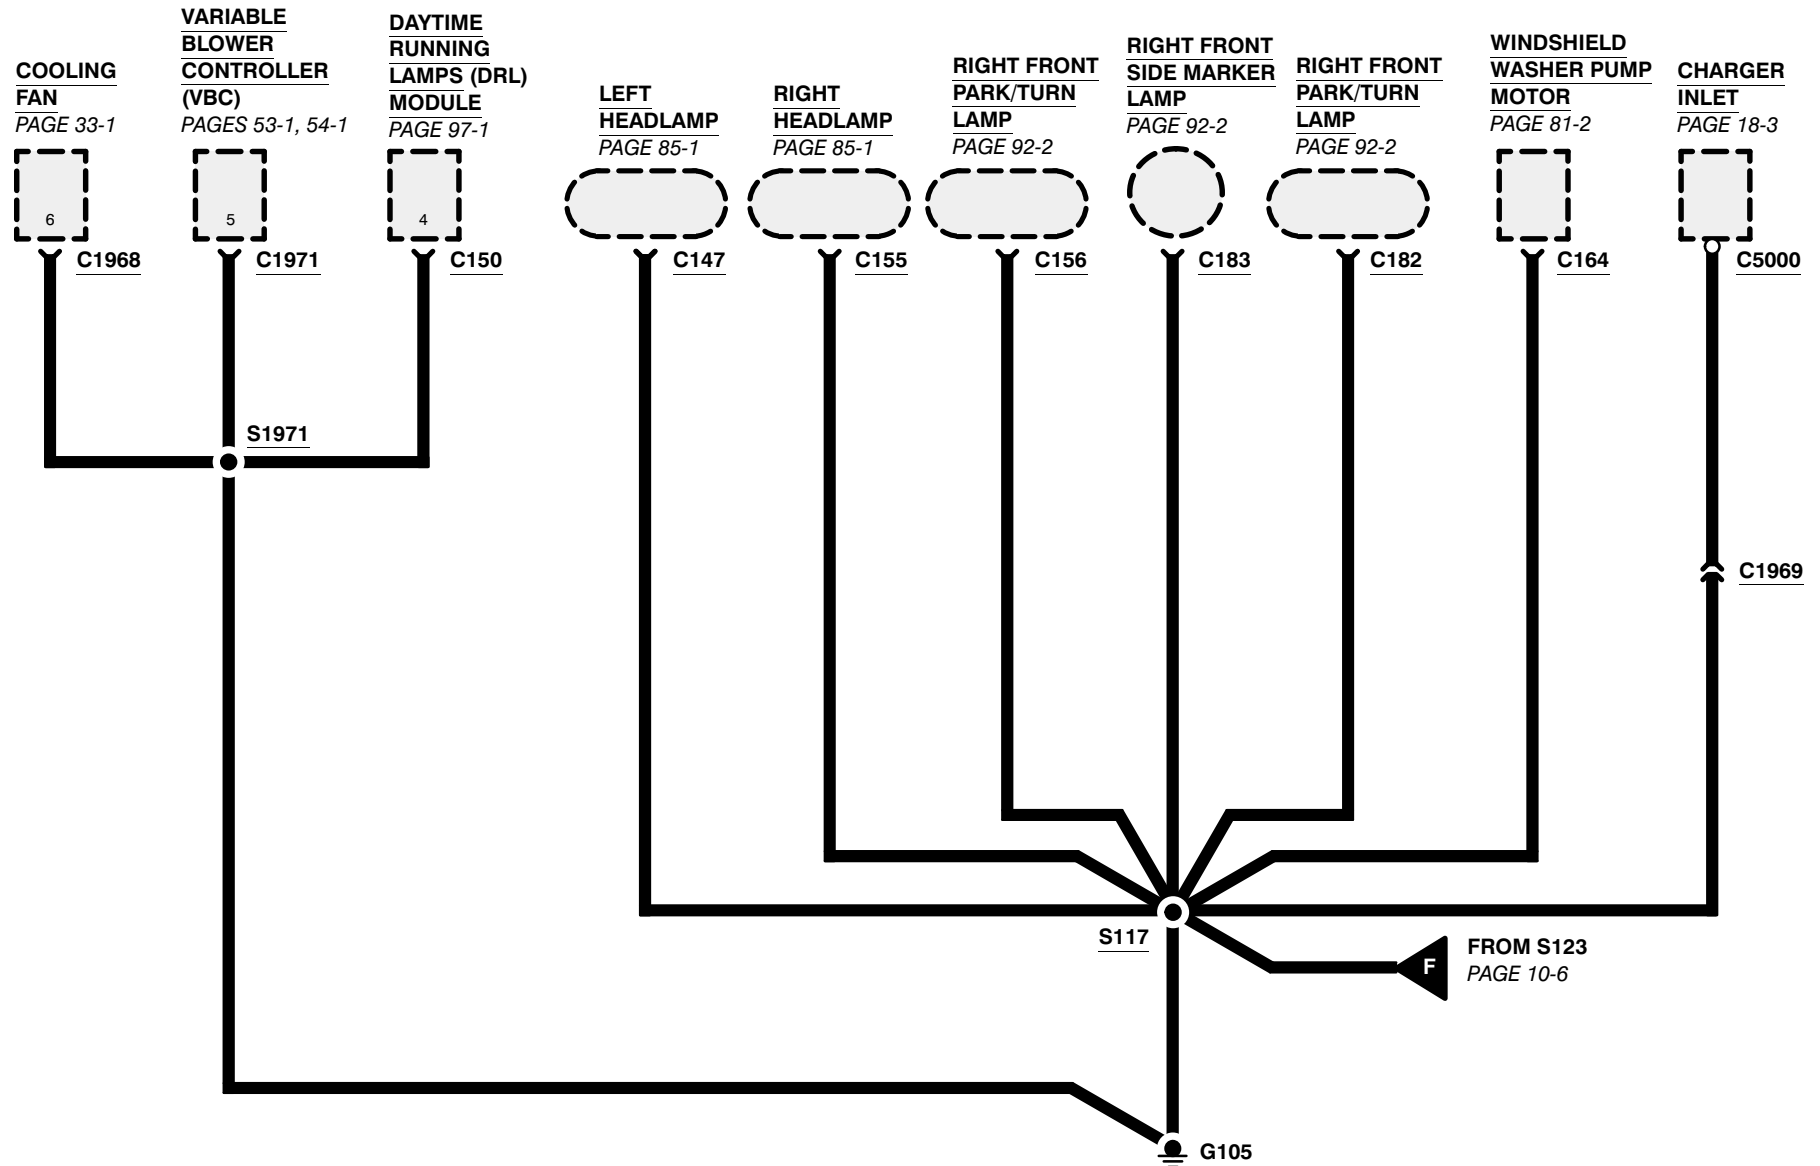 COOLING
FAN
PAGE 33-1
6
C1968
VARIABLE
BLOWER
CONTROLLER
(VBC)
PAGES 53-1, 54-1
5
C1971
DAYTIME
RUNNING
LAMPS (DRL)
MODULE
PAGE 97-1
4
C150
LEFT
HEADLAMP
PAGE 85-1
C147
RIGHT
HEADLAMP
PAGE 85-1
C155
RIGHT FRONT
PARK/TURN
LAMP
PAGE 92-2
C156
RIGHT FRONT
SIDE MARKER
LAMP
PAGE 92-2
C183
RIGHT FRONT
PARK/TURN
LAMP
PAGE 92-2
C182
WINDSHIELD
WASHER PUMP
MOTOR
PAGE 81-2
C164
CHARGER
INLET
PAGE 18-3
C5000
S1971
C1969
S117
F
FROM S123
PAGE 10-6
G105